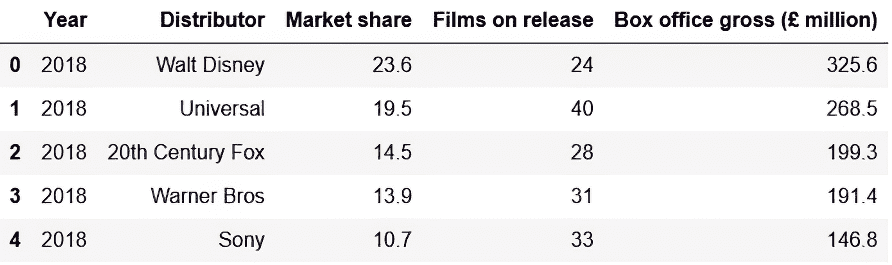 Year Distributor Market share Films on release Box office gross (£ million)
0 2018 Walt Disney 23.6 24 325.6
1 2018 Universal 19.5 40 268.5
2 2018 20th Century Fox 14.5 28 199.3
3 2018 Warner Bros 13.9 31 191.4
4 2018 Sony 10.7 33 146.8